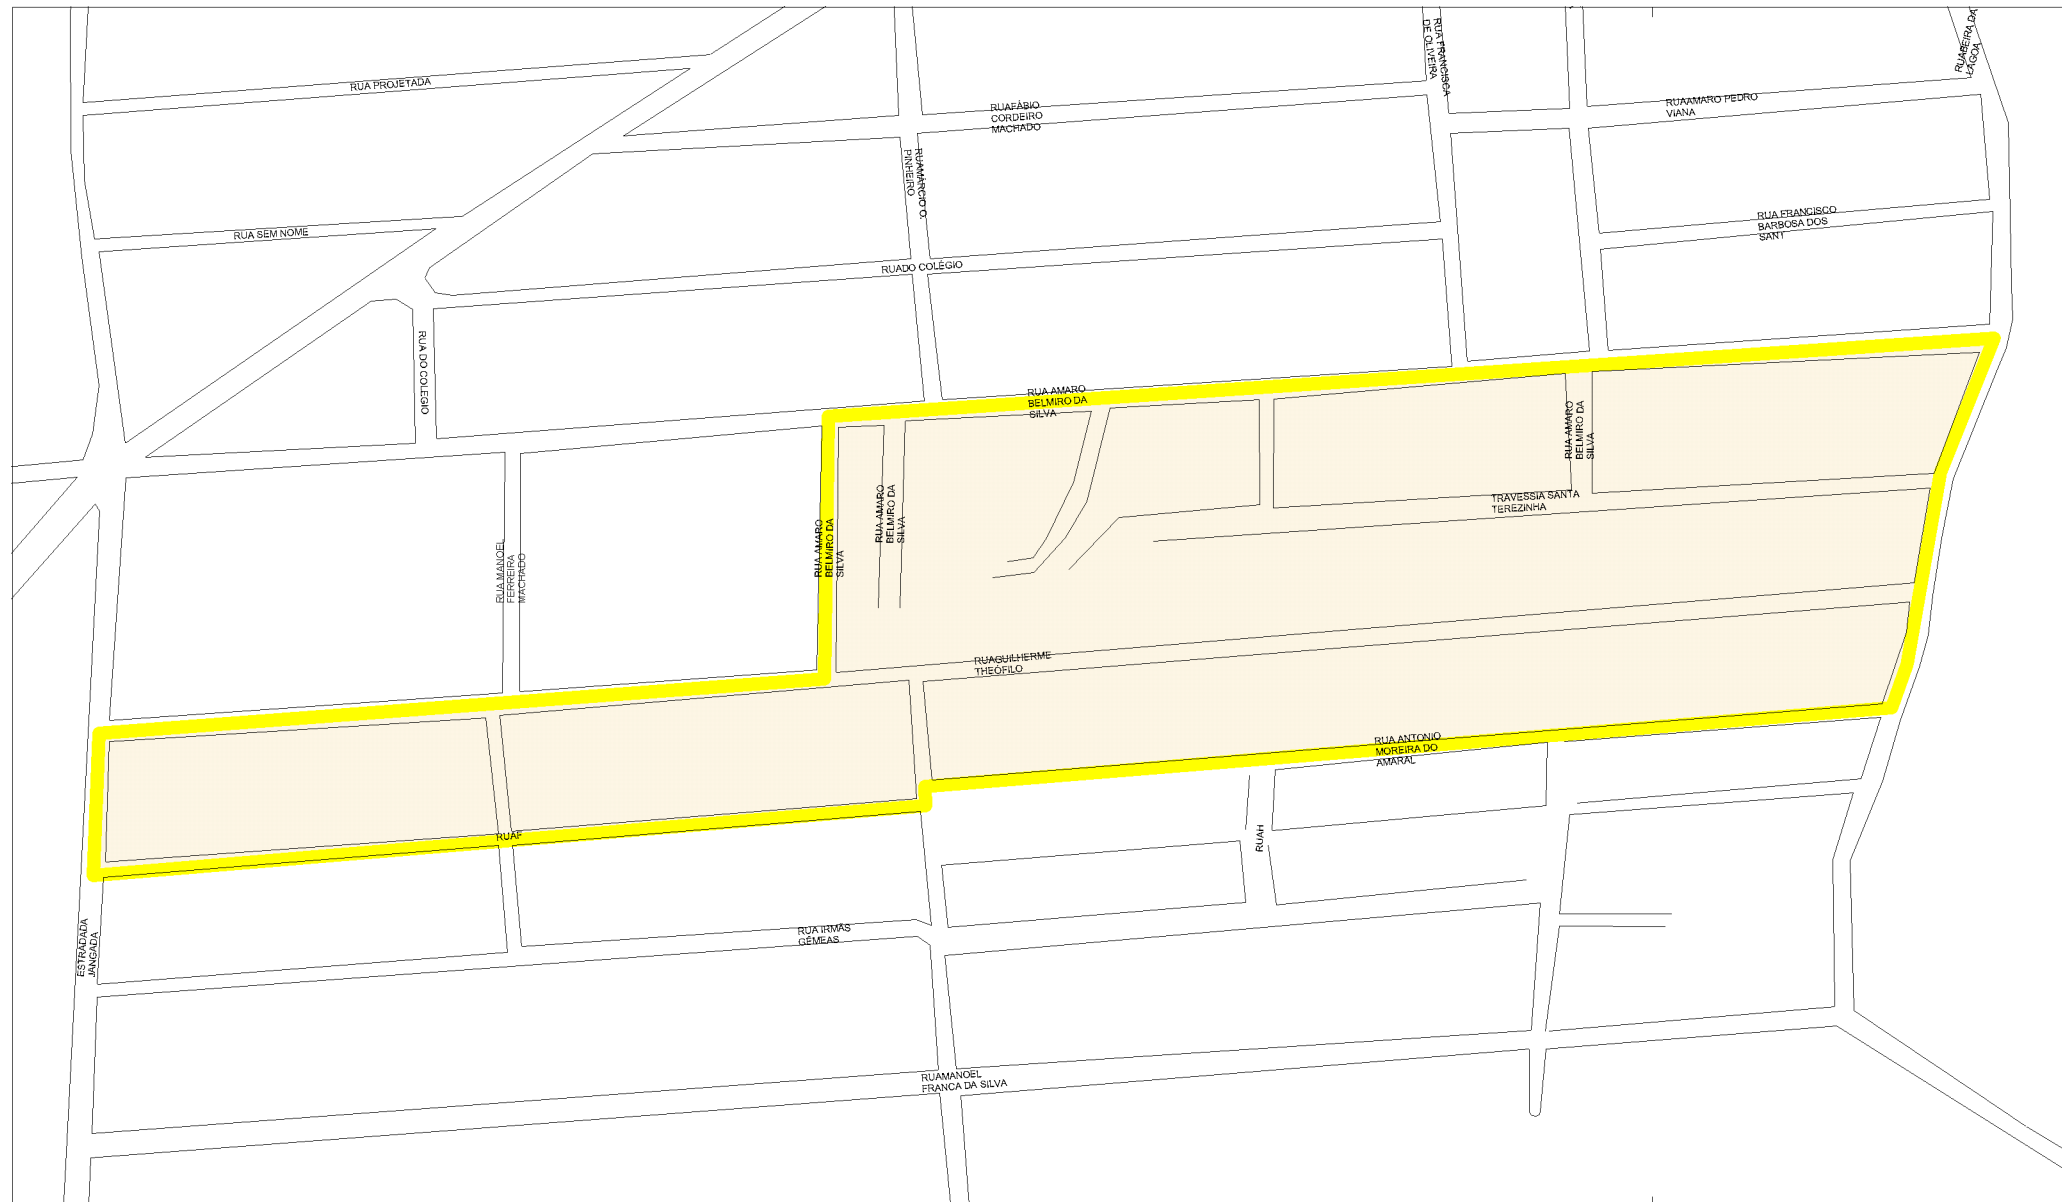 RUA FRANCISCA
DE OLIVEIRA
RUABEIRA DA
LAGOA
RUA PROJETADA
RUAFÁBIO
CORDEIRO
MACHADO
RUAAMARO PEDRO
VIANA
RUAMÁRCIO O.
PINHEIRO
RUA SEM NOME
RUA FRANCISCO
BARBOSA DOS
SANT
RUADO COLÉGIO
RUA DO COLEGIO
RUA AMARO
BELMIRO DA
SILVA
RUA AMARO
BELMIRO DA
SILVA
RUA AMARO
BELMIRO DA
SILVA
RUA AMARO
BELMIRO DA
SILVA
TRAVESSIA SANTA
TEREZINHA
RUA MANOEL
FERREIRA
MACHADO
RUAGUILHERME
THEÓFILO
RUA ANTONIO
MOREIRA DO
AMARAL
RUAF
RUAH
ESTRADADA
JANGADA
RUA IRMÃS
GÊMEAS
RUAMANOEL
FRANCA DA SILVA